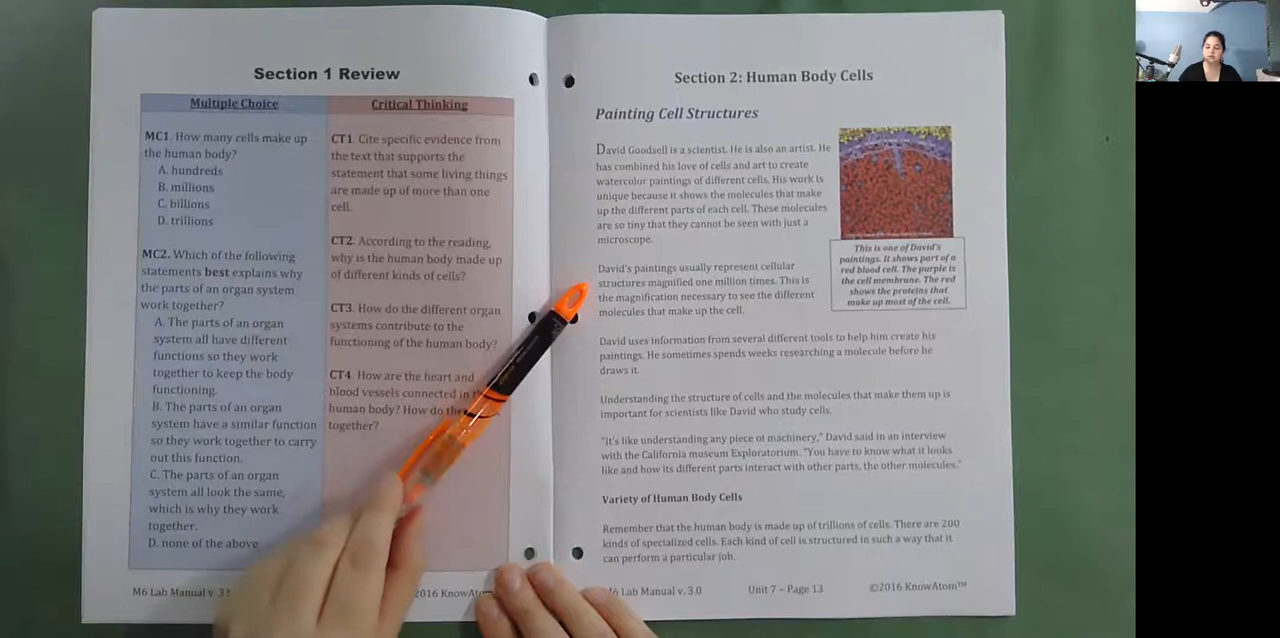 Section 1 Review
Multiple Choice
MC1. How many cells make up
the human body?
A. hundreds
B. millions
C. billions
D. trillions
MC2. Which of the following
statements best explains why
the parts of an organ system
work together?
A. The parts of an organ
system all have different
functions so they work
together to keep the body
functioning.
B. The parts of an organ
system have a similar function
so they work together to carry
out this function.
C. The parts of an organ
system all look the same,
which is why they work
together.
D. none of the above
Critical Thinking
CT1. Cite specific evidence from
the text that supports the
statement that some living things
are made up of more than one
cell.
CT2. According to the reading,
why is the human body made up
of different kinds of cells?
CT3. How do the different organ
systems contribute to the
functioning of the human body?
CT4. How are the heart and
blood vessels connected in
human body? How do
together?
M6 Lab Manual v. 3
2016
Section 2: Human Body Cells
Painting Cell Structures
David Goodsell is a scientist. He is also an artist. He
has combined his love of cells and art to create
watercolor paintings of different cells. His work is
unique because it shows the molecules that make
up the different parts of each cell. These molecules
are so tiny that they cannot be seen with just a
microscope.
This is one of David's
paintings. It shows part of a
red blood cell. The purple is
the cell membrane. The red
shows the proteins that
make up most of the cell.
David's paintings usually represent cellular
structures magnified one million times. This is
the magnification necessary to see the different
molecules that make up the cell.
David uses information from several different tools to help him create his
paintings. He sometimes spends weeks researching a molecule before he
draws it.
Understanding the structure of cells and the molecules that make them up is
important for scientists like David who study cells.
"It's like understanding any piece of machinery," David said in an interview
with the California museum Exploratorium. "You have to know what it looks
like and how its different parts interact with other parts, the other molecules."
Variety of Human Body Cells
Remember that the human body is made up of trillions of cells. There are 200
kinds of specialized cells. Each kind of cell is structured in such a way that it
can perform a particular job.
Lab Manual v. 3.0
Unit 7 – Page 13
©2016 KnowAtom™